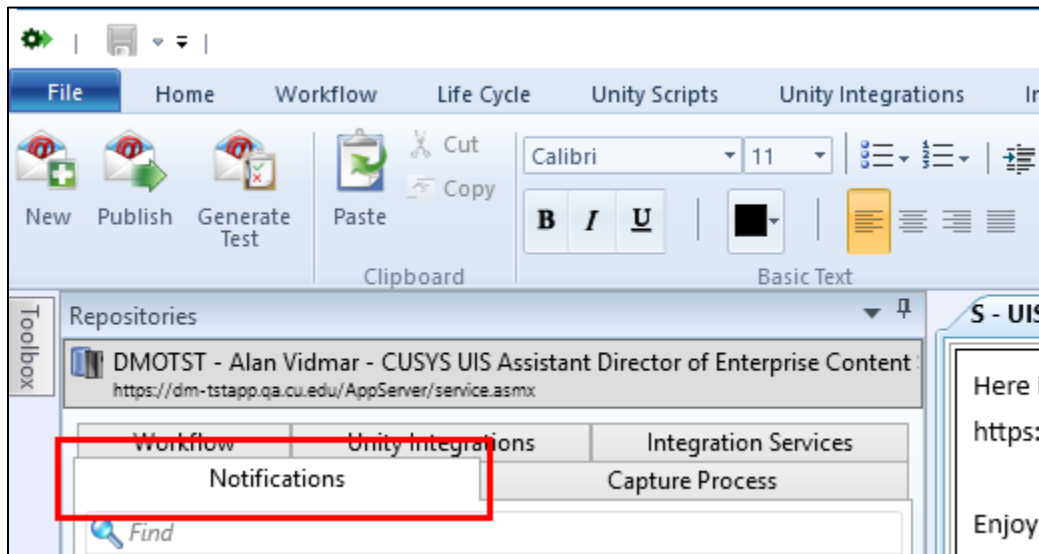 File Home Workflow Life Cycle Unity Scripts Unity Integrations
New Publish Generate Test Paste Cut Copy Calibri 11
B I U
Clipboard Basic Text
Toolbox
Repositories
S - UIS
DMOTST - Alan Vidmar - CUSYS UIS Assistant Director of Enterprise Content
https://dm-tstapp.qa.cu.edu/AppServer/service.asmx
Here
https:
Workflow Unity Integrations Integration Services
Notifications Capture Process
Find
Enjoy